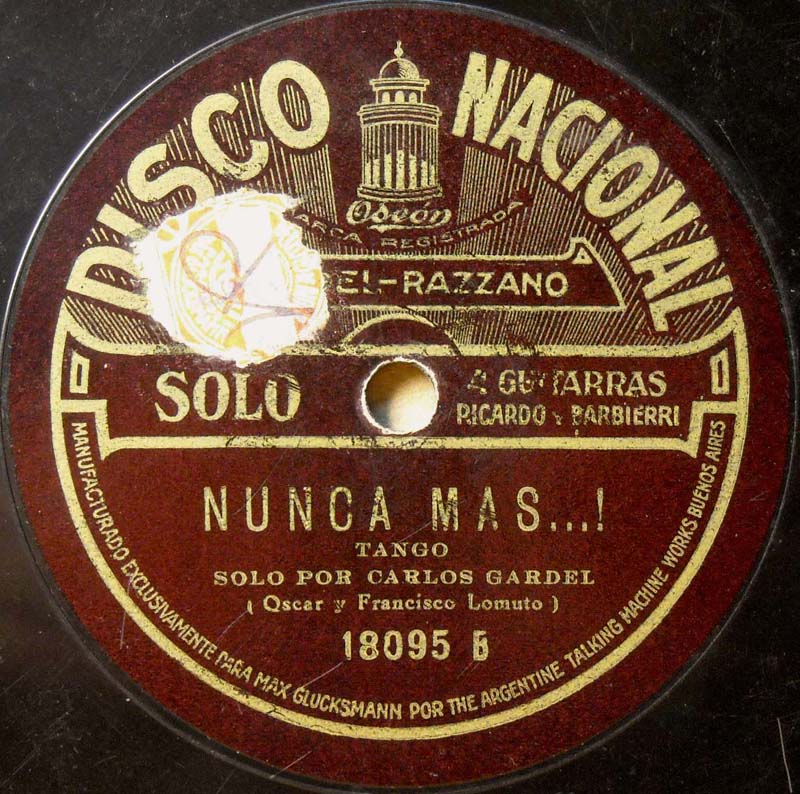 DISCO NACIONAL
Odeón
MARCA REGISTRADA
EL-RAZZANO
SOLO
2 GUITARRAS
RICARDO y BARBIERRI
NUNCA MAS...!
TANGO
SOLO POR CARLOS GARDEL
( Oscar y Francisco Lomuto )
18095 B
MANUFACTURADO EXCLUSIVAMENTE PARA MAX GLUCKSMANN POR THE ARGENTINE TALKING MACHINE WORKS BUENOS AIRES